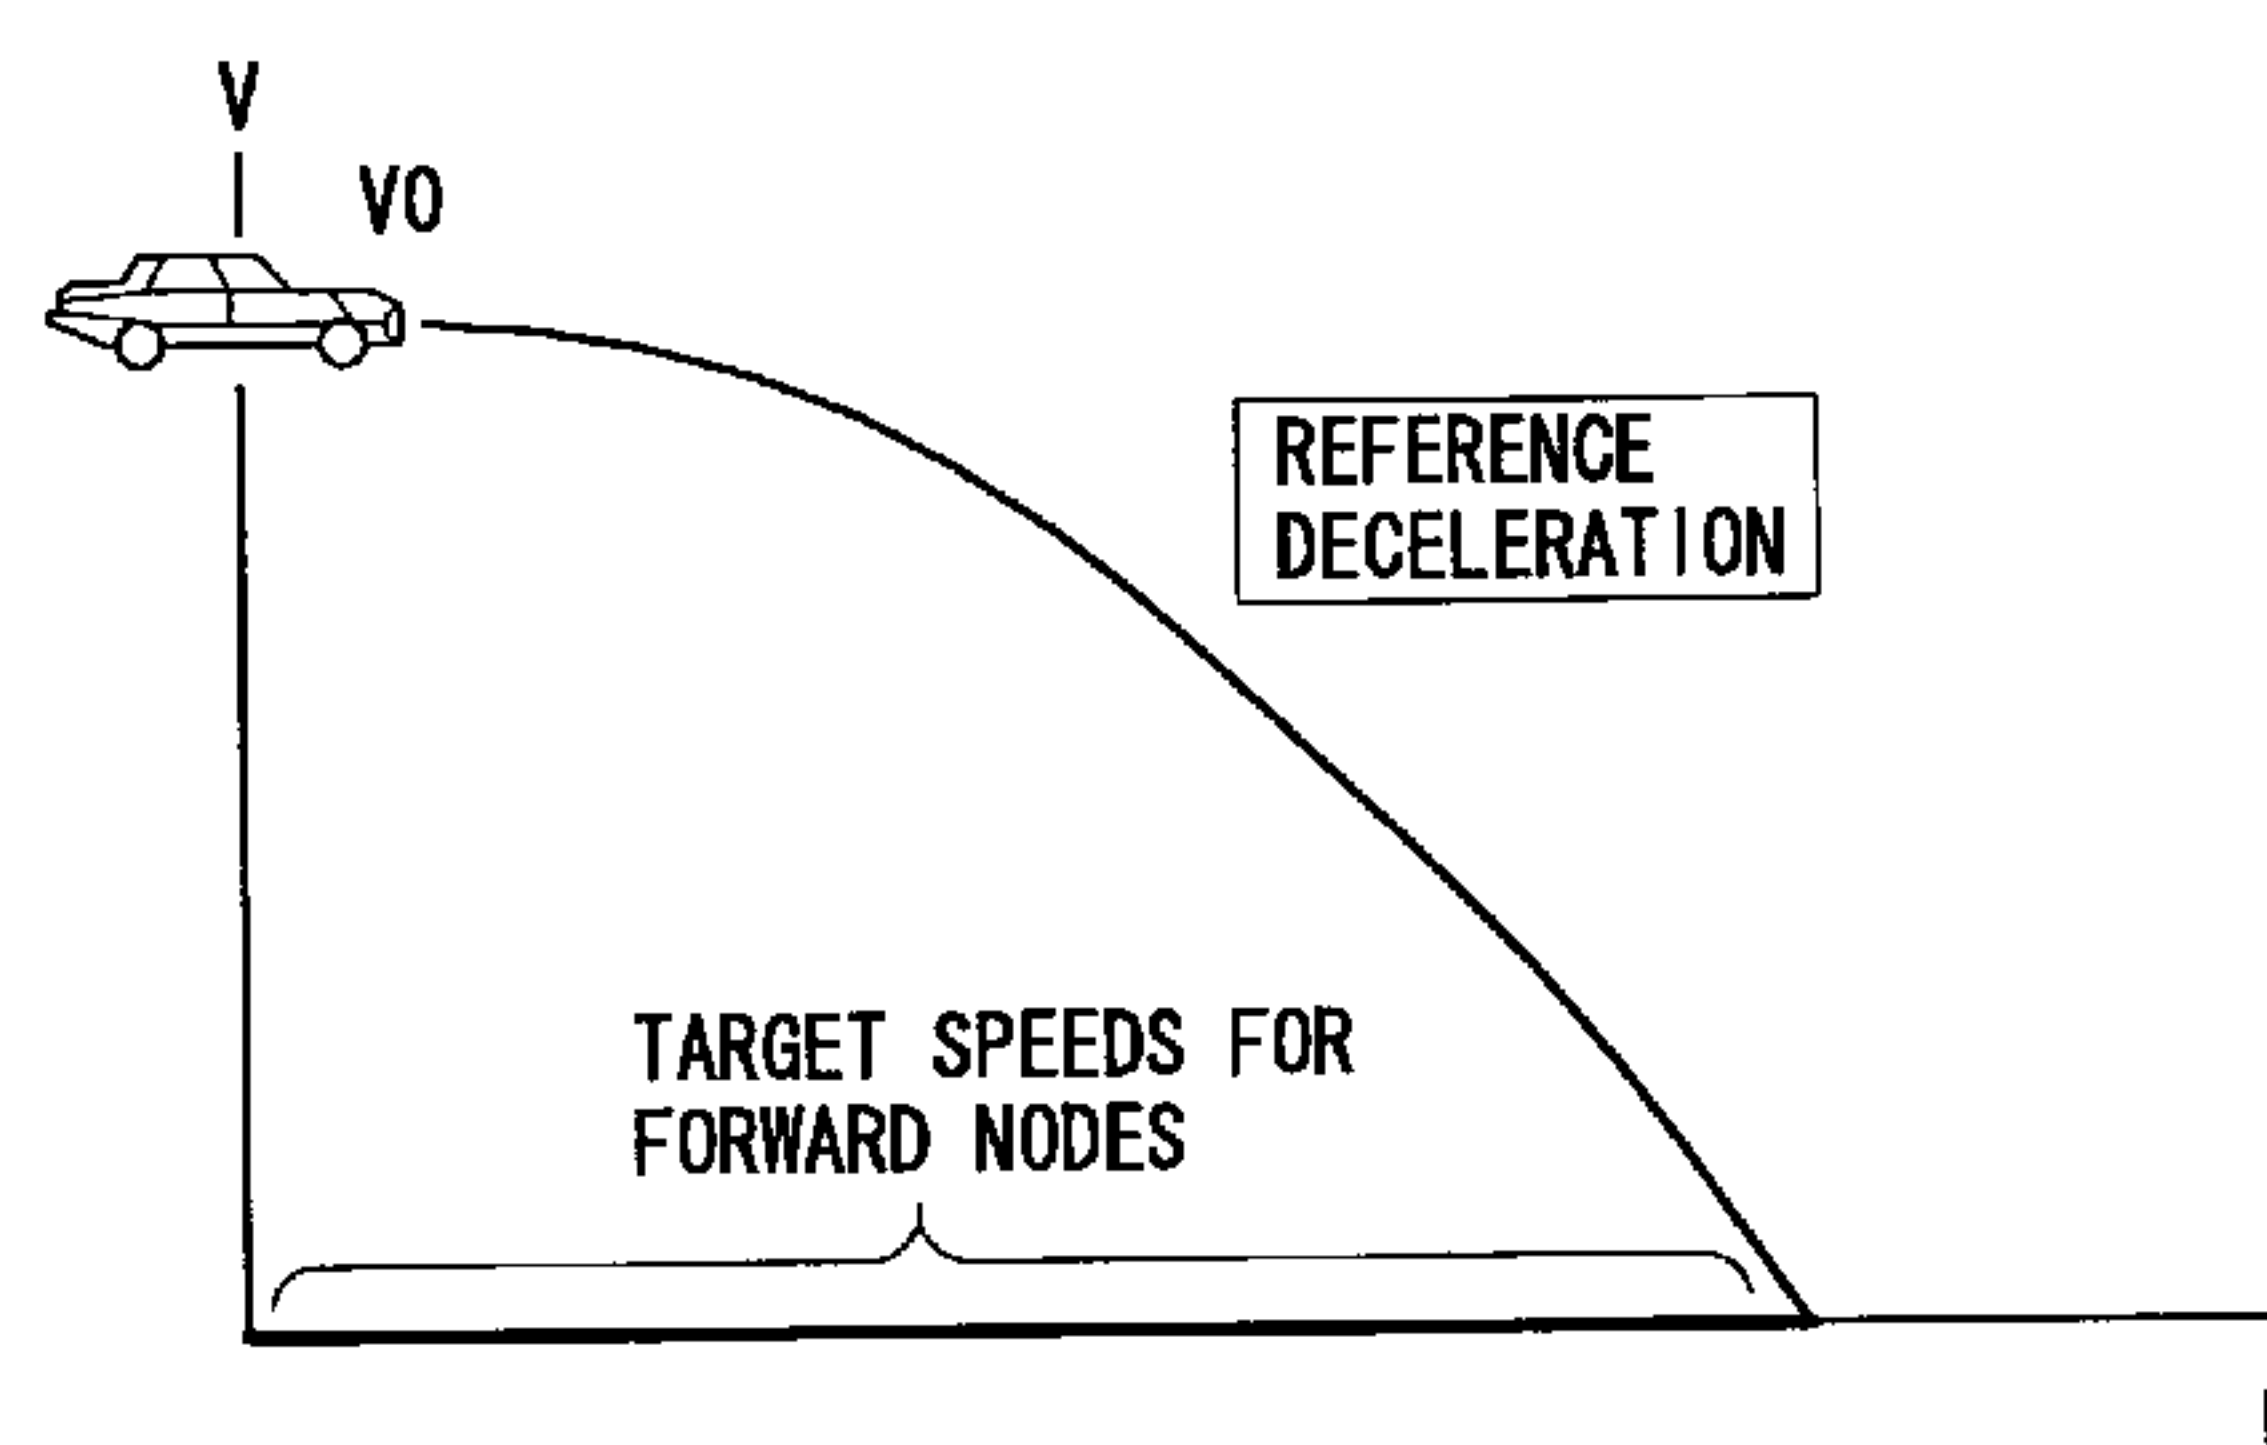 V
V0
REFERENCE
DECELERATION
TARGET SPEEDS FOR
FORWARD NODES